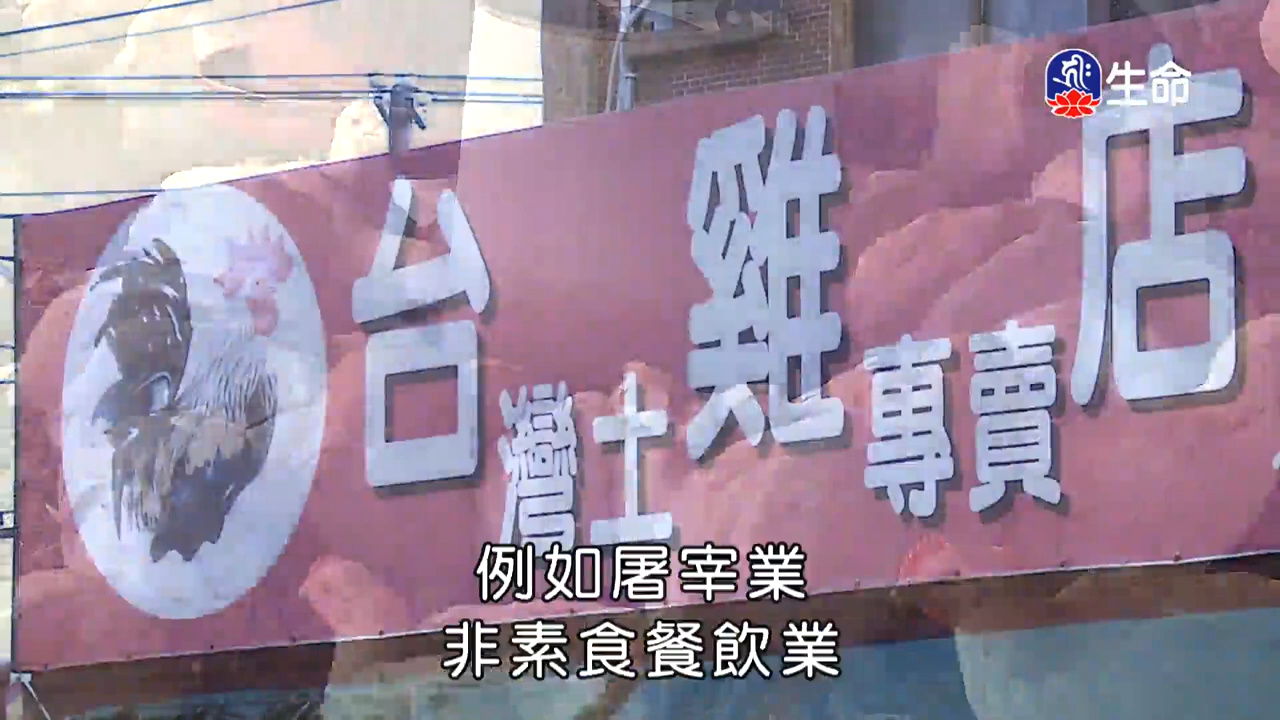 生命
台灣土雞專賣店
例如屠宰業
非素食餐飲業